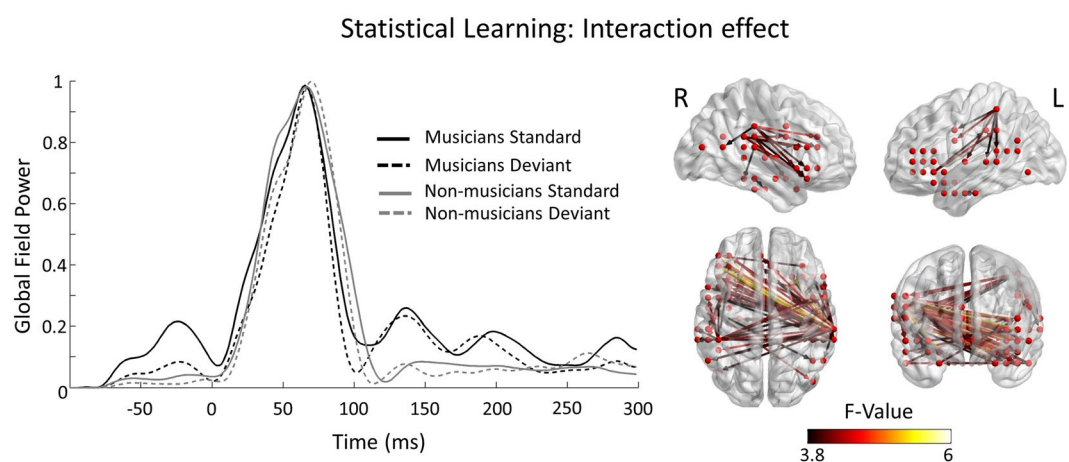 Statistical Learning: Interaction effect
Global Field Power
1
0.8
0.6
0.4
0.2
0
-50
0
50
100
150
200
250
300
Time (ms)
Musicians Standard
Musicians Deviant
Non-musicians Standard
Non-musicians Deviant
R
L
F-Value
3.8
6